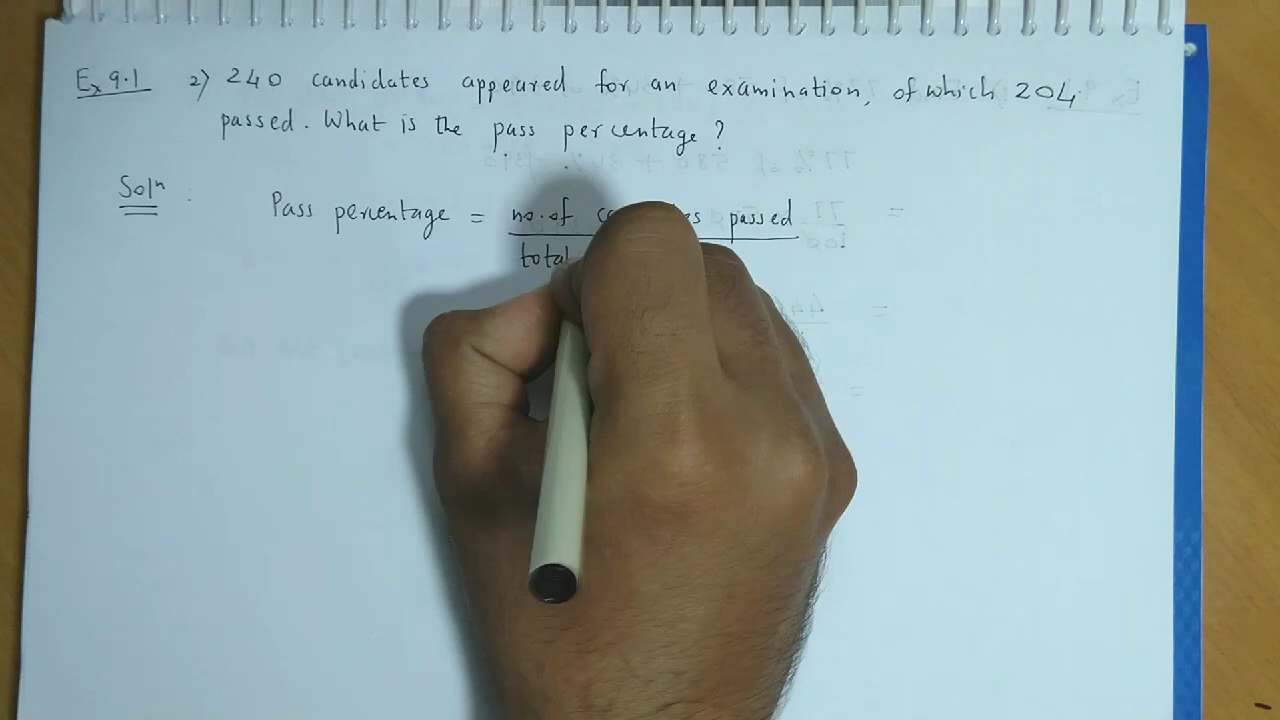 Ex 9.1 2) 240 candidates appeared for an examination, of which 204
passed. What is the pass percentage?
Soln :
Pass percentage = no. of passed
total